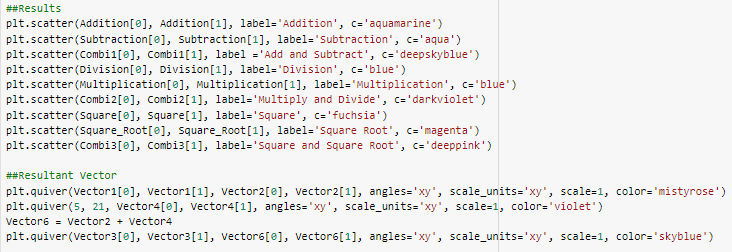 ##Results
plt.scatter(Addition[0], Addition[1], label='Addition', c='aquamarine')
plt.scatter(Subtraction[0], Subtraction[1], label='Subtraction', c='aqua')
plt.scatter(Combi1[0], Combi1[1], label ='Add and Subtract', c='deepskyblue')
plt.scatter(Division[0], Division[1], label='Division', c='blue')
plt.scatter(Multiplication[0], Multiplication[1], label='Multiplication', c='blue')
plt.scatter(Combi2[0], Combi2[1], label='Multiply and Divide', c='darkviolet')
plt.scatter(Square[0], Square[1], label='Square', c='fuchsia')
plt.scatter(Square_Root[0], Square_Root[1], label='Square Root', c='magenta')
plt.scatter(Combi3[0], Combi3[1], label='Square and Square Root', c='deeppink')
##Resultant Vector
plt.quiver(Vector1[0], Vector1[1], Vector2[0], Vector2[1], angles='xy', scale_units='xy', scale=1, color='mistyrose')
plt.quiver(5, 21, Vector4[0], Vector4[1], angles='xy', scale_units='xy', scale=1, color='violet')
Vector6 = Vector2 + Vector4
plt.quiver(Vector3[0], Vector3[1], Vector6[0], Vector6[1], angles='xy', scale_units='xy', scale=1, color='skyblue')